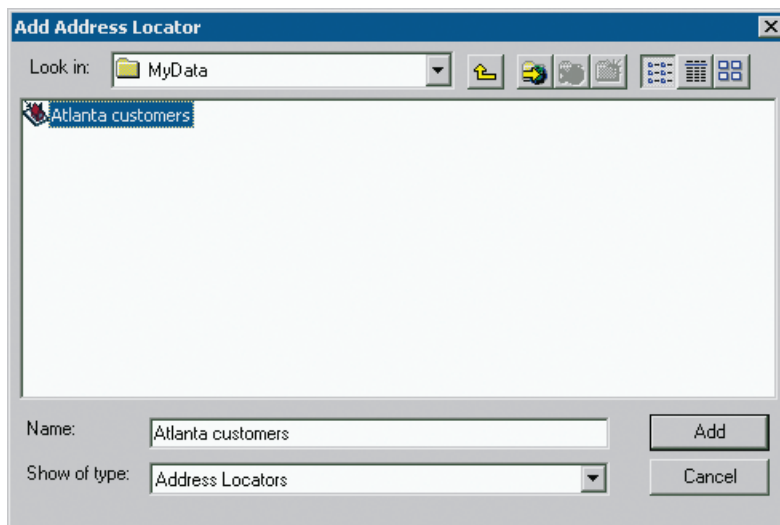 Add Address Locator
Look in: MyData
Atlanta customers
Name: Atlanta customers Add
Show of type: Address Locators Cancel